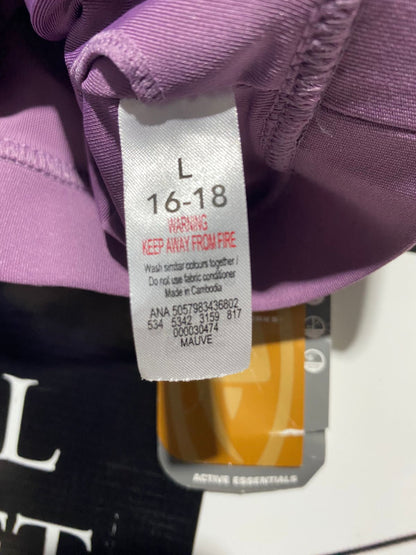 L
16-18
WARNING
KEEP AWAY FROM FIRE
Wash similar colours together /
Do not use fabric conditioner
Made in Cambodia
ANA 5057983436802
534 5342 3159 817
000030474
MAUVE
ACTIVE ESSENTIALS
L